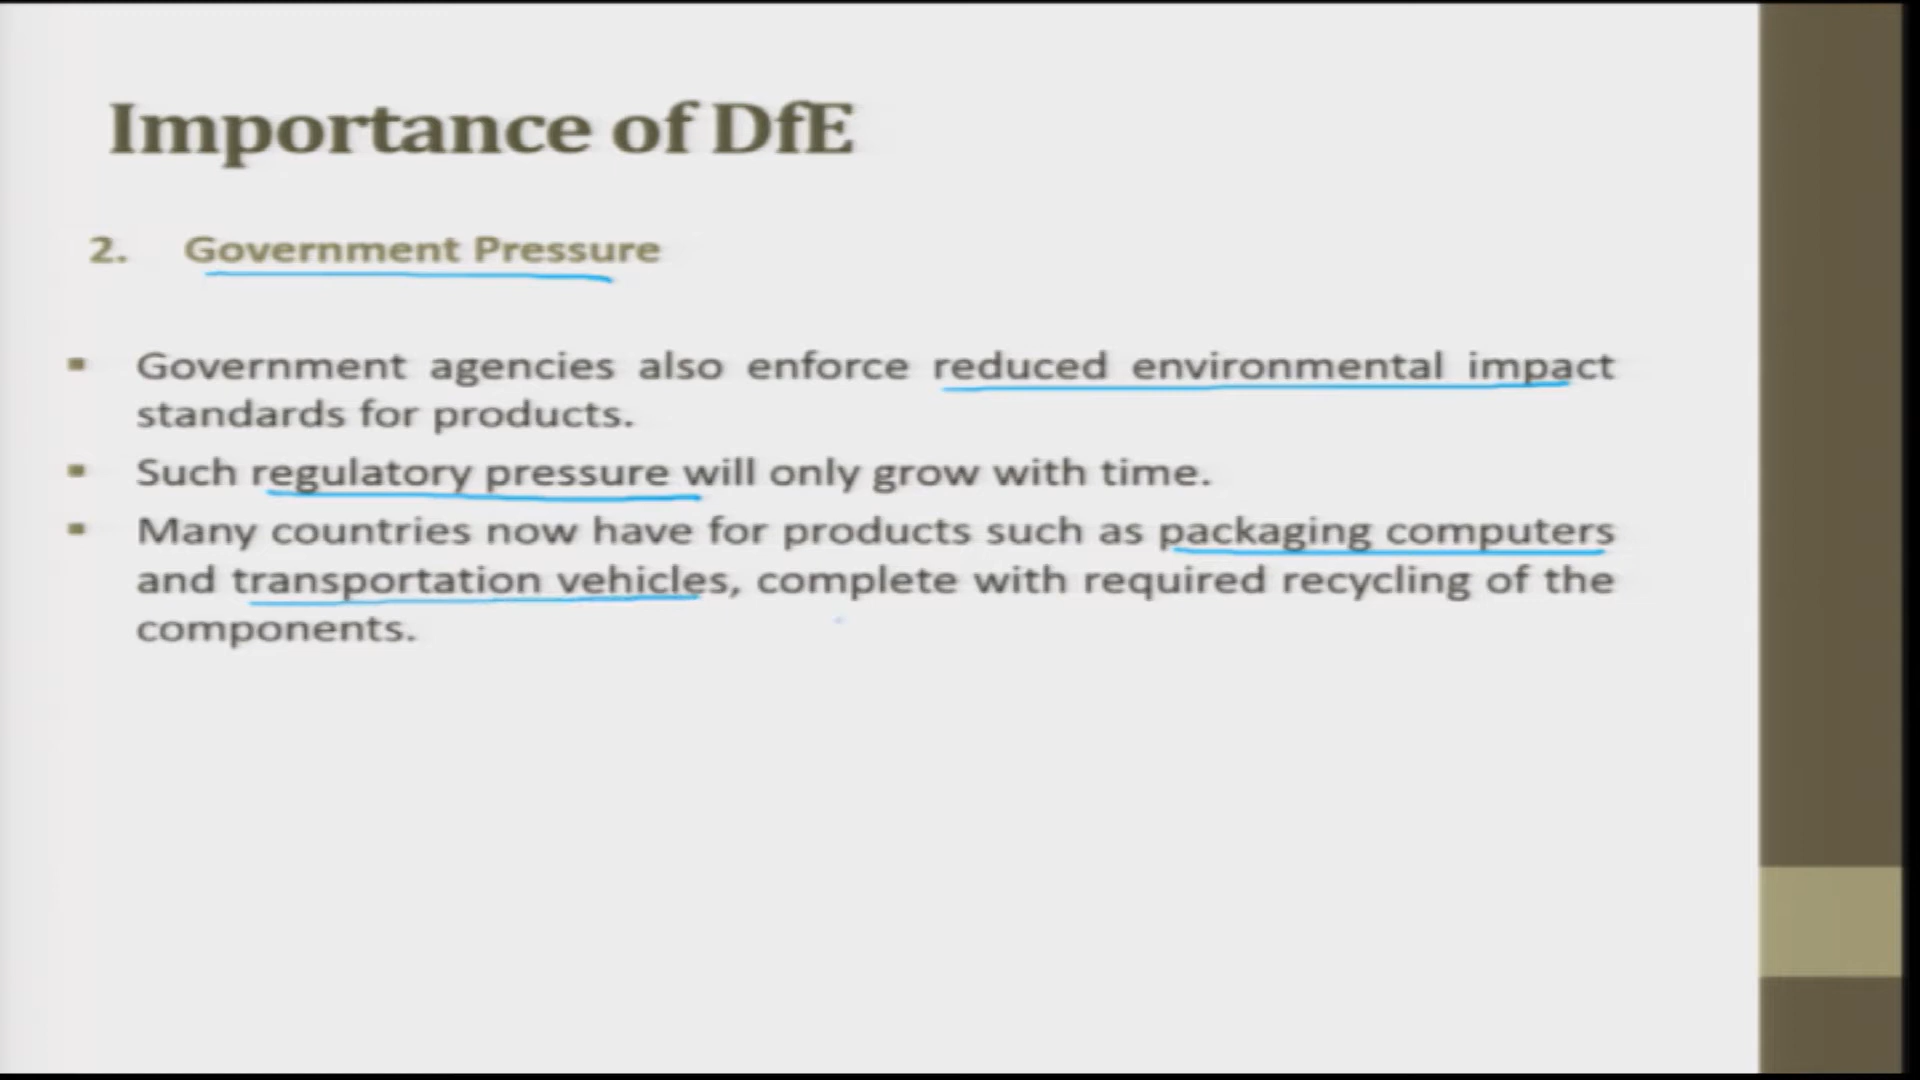 Importance of DfE
2. Government Pressure
▪ Government agencies also enforce reduced environmental impact
standards for products.
▪ Such regulatory pressure will only grow with time.
▪ Many countries now have for products such as packaging computers
and transportation vehicles, complete with required recycling of the
components.